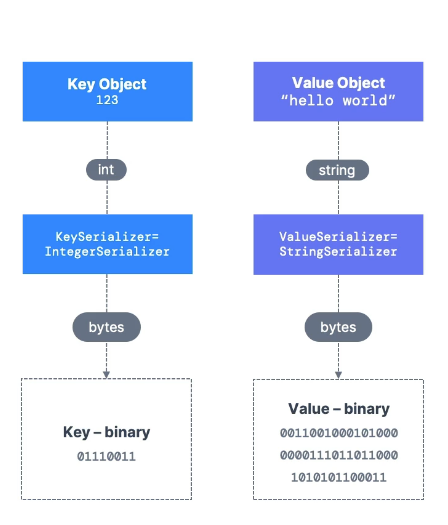 Key Object
123
int
KeySerializer=
IntegerSerializer
bytes
Key – binary
01110011
Value Object
“hello world”
string
ValueSerializer=
StringSerializer
bytes
Value – binary
0011001000101000
0000111011011000
1010101100011